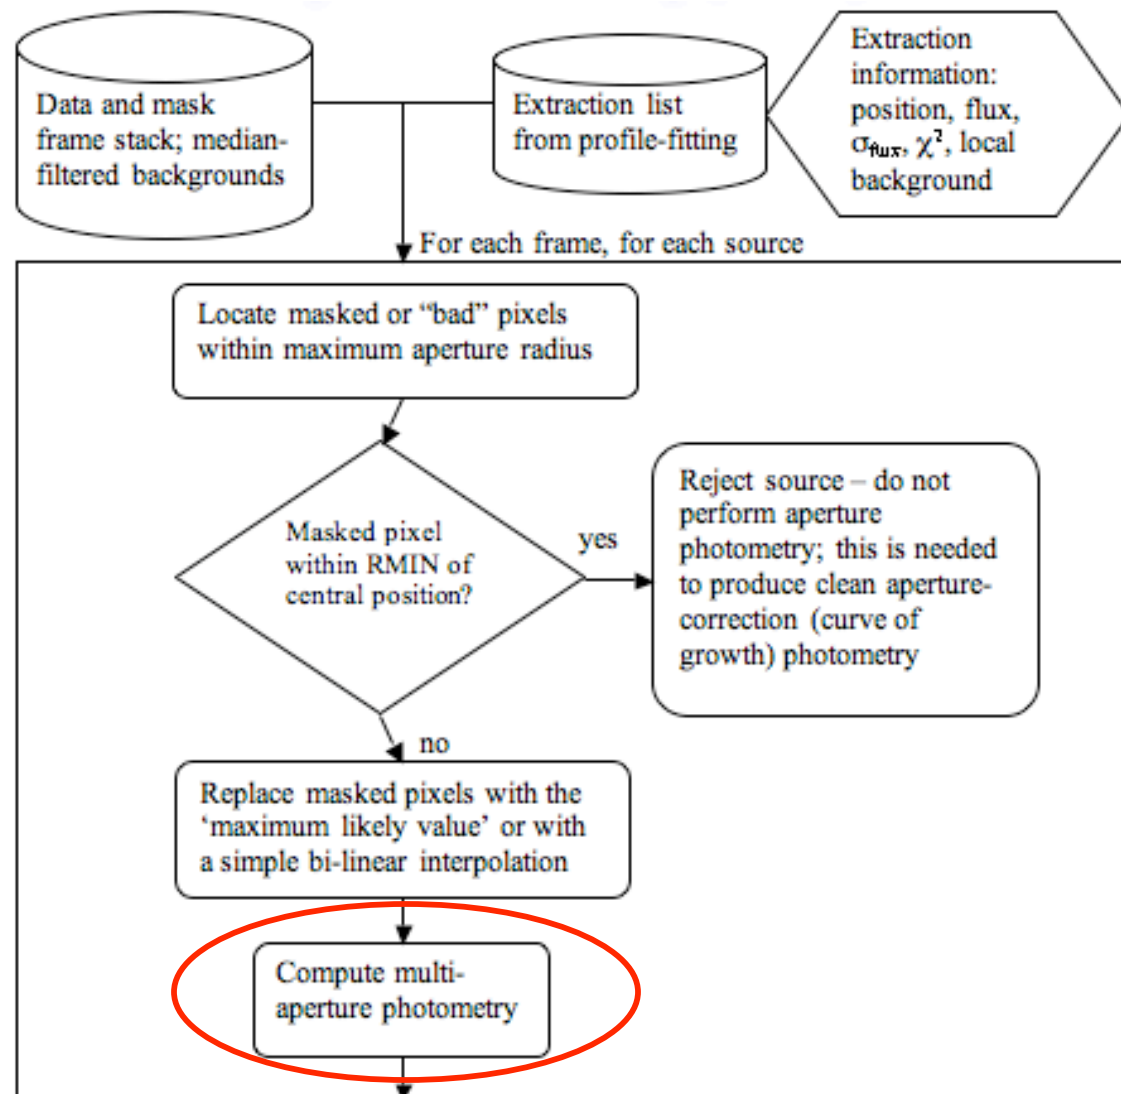 Data and mask
frame stack; median-
filtered backgrounds
Extraction list
from profile-fitting
Extraction
information:
position, flux,
σflux, χ², local
background
For each frame, for each source
Locate masked or “bad” pixels
within maximum aperture radius
Masked pixel
within RMIN of
central position?
yes
Reject source – do not
perform aperture
photometry; this is needed
to produce clean aperture-
correction (curve of
growth) photometry
no
Replace masked pixels with the
‘maximum likely value’ or with
a simple bi-linear interpolation
Compute multi-
aperture photometry